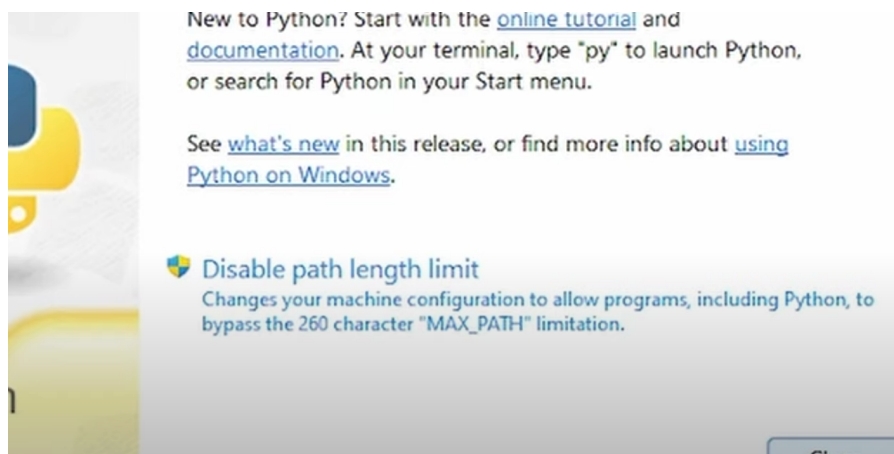 New to Python? Start with the online tutorial and
documentation. At your terminal, type "py" to launch Python,
or search for Python in your Start menu.
See what's new in this release, or find more info about using
Python on Windows.
Disable path length limit
Changes your machine configuration to allow programs, including Python, to
bypass the 260 character "MAX_PATH" limitation.